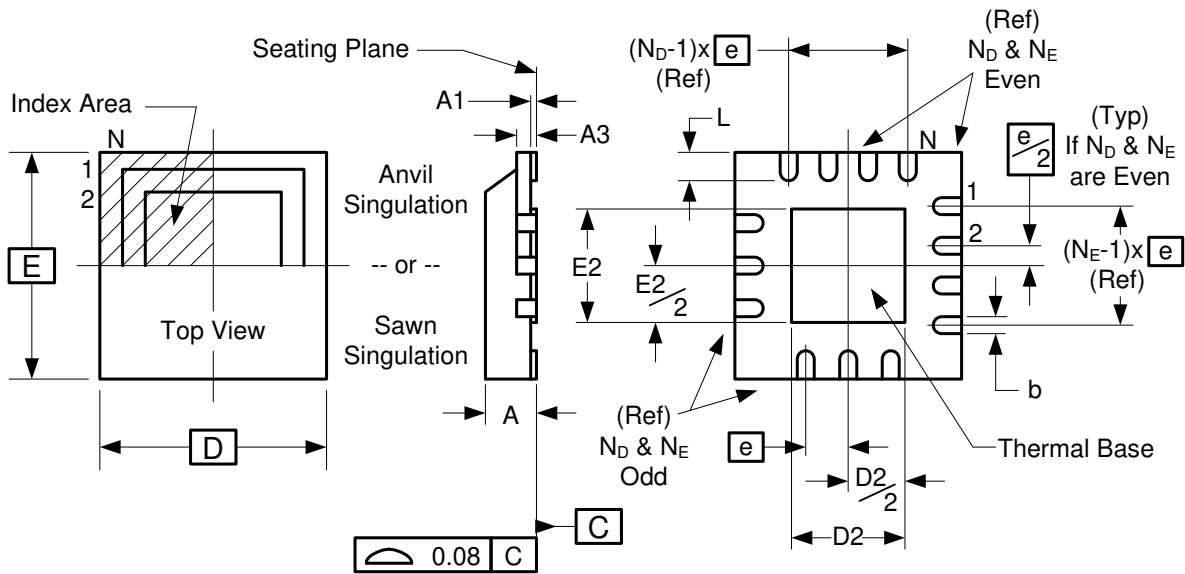 Seating Plane
Index Area
N
1
2
E
Top View
D
A1
A3
Anvil
Singulation
-- or --
Sawn
Singulation
A
0.08 C
C
(N_D-1)x e
(Ref)
L
(Ref)
N_D & N_E
Even
N
e/2
(Typ)
If N_D & N_E
are Even
1
2
(N_E-1)x e
(Ref)
E2
E2/2
b
(Ref)
N_D & N_E
Odd
e
Thermal Base
D2/2
D2